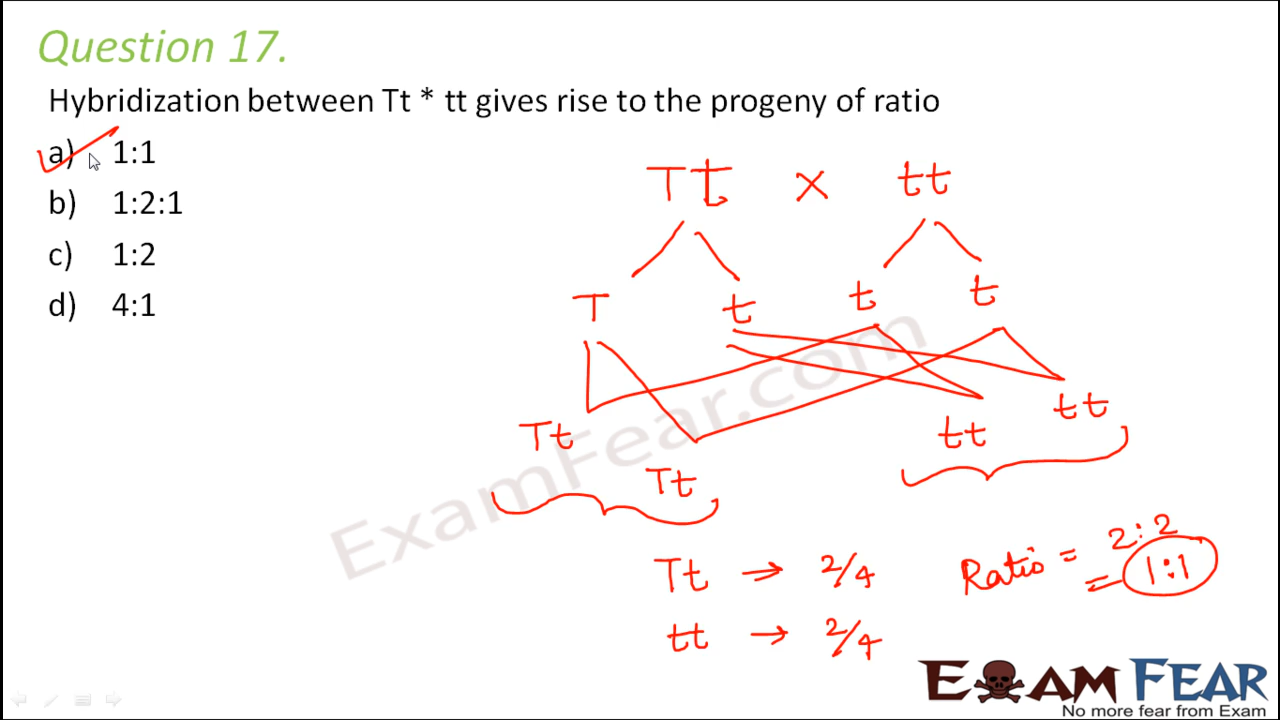 Question 17.
Hybridization between Tt * tt gives rise to the progeny of ratio
a) 1:1
b) 1:2:1
c) 1:2
d) 4:1
Tt × tt
T t t t
Tt Tt tt tt
Tt → 2/4
tt → 2/4
Ratio = 2:2
= 1:1
ExamFear.com
EXAM FEAR
No more fear from Exam